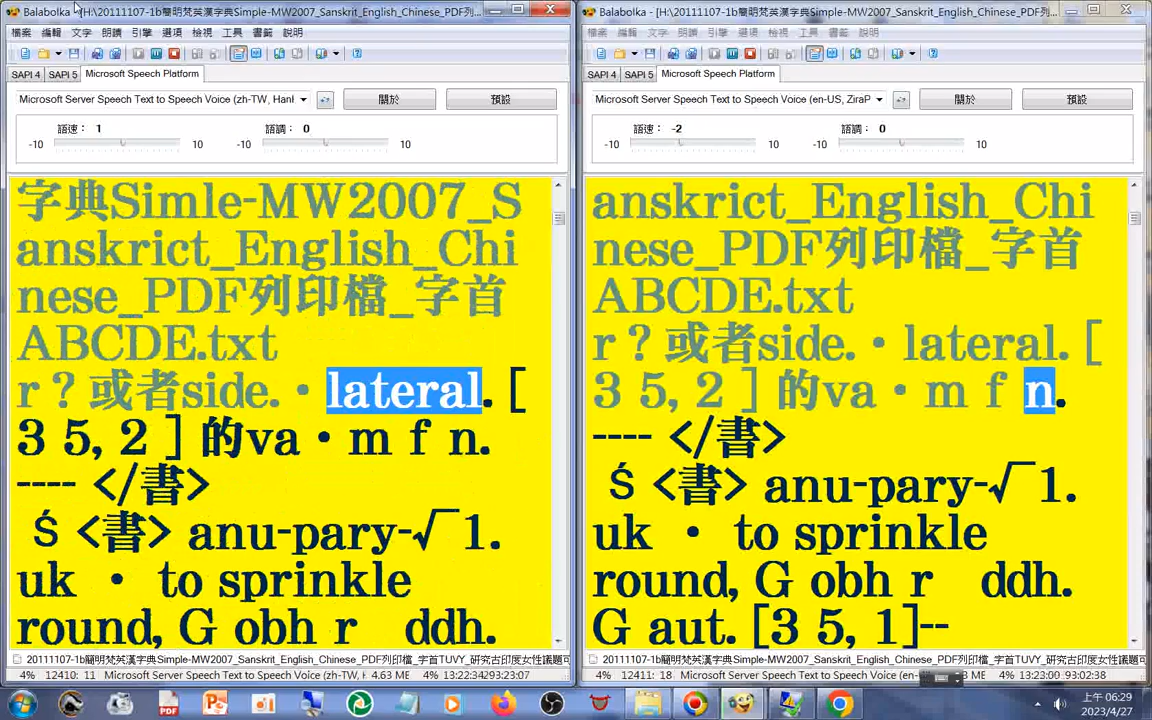 Balabolka - [H:\20111107-1b簡明梵英漢字典Simple-MW2007_Sanskrit_English_Chinese_PDF列...
檔案 編輯 文字 朗讀 引擎 選項 檢視 工具 書籤 說明
SAPI 4 SAPI 5 Microsoft Speech Platform
Microsoft Server Speech Text to Speech Voice (zh-TW, Hanl 關於 預設
語速： 1 語調： 0
-10 10 -10 10
字典Simle-MW2007_S
anskrict_English_Chi
nese_PDF列印檔_字首
ABCDE.txt
r ? 或者side. • lateral. [
3 5, 2 ] 的va • m f n.
---- </書>
Ś <書> anu-pary-√1.
uk • to sprinkle
round, G obh r ddh.
20111107-1b簡明梵英漢字典Simple-MW2007_Sanskrit_English_Chinese_PDF列印檔_字首TUVY_研究古印度女性議題可
4% 12410: 11 Microsoft Server Speech Text to Speech Voice (zh-TW, H 4.63 ME 4% 13:22:34293:23:07
Balabolka - [H:\20111107-1b簡明梵英漢字典Simple-MW2007_Sanskrit_English_Chinese_PDF列...
檔案 編輯 文字 朗讀 引擎 選項 檢視 工具 書籤 說明
SAPI 4 SAPI 5 Microsoft Speech Platform
Microsoft Server Speech Text to Speech Voice (en-US, ZiraP 關於 預設
語速： -2 語調： 0
-10 10 -10 10
anskrict_English_Chi
nese_PDF列印檔_字首
ABCDE.txt
r ? 或者side. • lateral. [
3 5, 2 ] 的va • m f n.
---- </書>
Ś <書> anu-pary-√1.
uk • to sprinkle
round, G obh r ddh.
G aut. [3 5, 1]--
20111107-1b簡明梵英漢字典Simple-MW2007_Sanskrit_English_Chinese_PDF列印檔_字首TUVY_研究古印度女性議題可
4% 12411: 18 Microsoft Server Speech Text to Speech Voice (en-US, Z ME 4% 13:23:00 93:02:38
上午 06:29
2023/4/27